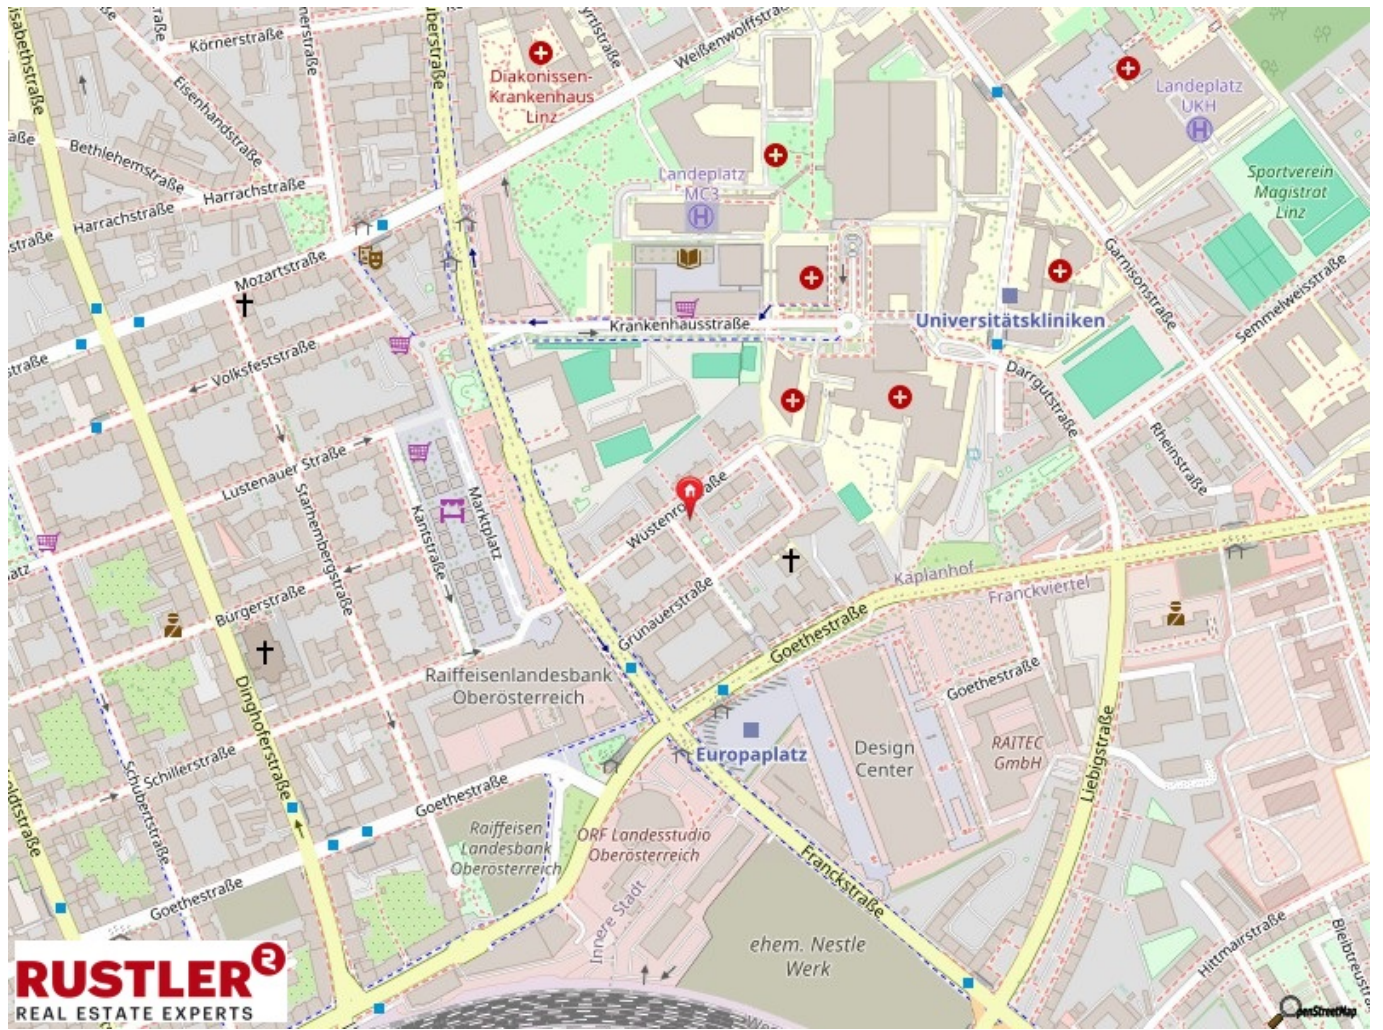 Körnerstraße
Weißenwolffstraße
Diakonissen-
Krankenhaus
Linz
Landeplatz
UKH
Eisenhandstraße
Bethlehemstraße
Harrachstraße
Harrachstraße
Landeplatz
MC3
Sportverein
Magistrat
Linz
Mozartstraße
Garnisonstraße
Semmelweisstraße
Krankenhausstraße
Universitätskliniken
Volksfeststraße
Darrgutstraße
Rheinstraße
Lustenauer Straße
Starhembergstraße
Kantstraße
Marktplatz
Kaplanhof
Franckviertel
Bürgerstraße
Grünauerstraße
Goethestraße
Raiffeisenlandesbank
Oberösterreich
Goethestraße
Dinghoferstraße
Europaplatz
Design
Center
RAITEC
GmbH
Liebigstraße
Schillerstraße
Schubertstraße
Goethestraße
Raiffeisen
Landesbank
Oberösterreich
ORF Landesstudio
Oberösterreich
Franckstraße
Innere Stadt
Goethestraße
ehem. Nestle
Werk
Hittmairstraße
RUSTLER
REAL ESTATE EXPERTS
OpenStreetMap